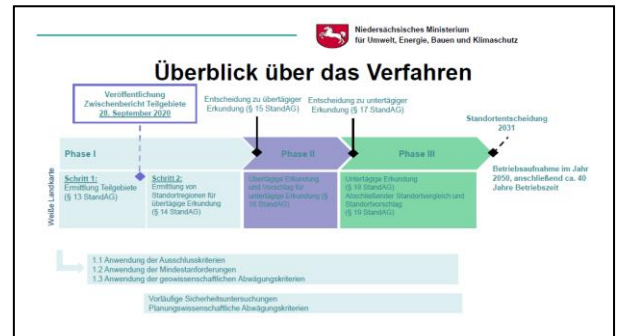 Niedersächsisches Ministerium
für Umwelt, Energie, Bauen und Klimaschutz
Überblick über das Verfahren
Veröffentlichung
Zwischenbericht Teilgebiete
28. September 2020
Entscheidung zu übertägiger
Erkundung (§ 15 StandAG)
Entscheidung zu untertägiger
Erkundung (§ 17 StandAG)
Standortentscheidung
2031
Phase I
Phase II
Phase III
Weiße Landkarte
Schritt 1:
Ermittlung Teilgebiete
(§ 13 StandAG)
Schritt 2:
Ermittlung von
Standortregionen für
übertägige Erkundung
(§ 14 StandAG)
Übertägige Erkundung
und Vorschlag für
untertägige Erkundung (§
16 StandAG)
Untertägige Erkundung
(§ 18 StandAG)
Abschließender Standortvergleich und
Standortvorschlag
(§ 19 StandAG)
Betriebsaufnahme im Jahr
2050, anschließend ca. 40
Jahre Betriebszeit
1.1 Anwendung der Ausschlusskriterien
1.2 Anwendung der Mindestanforderungen
1.3 Anwendung der geowissenschaftlichen Abwägungskriterien
Vorläufige Sicherheitsuntersuchungen
Planungswissenschaftliche Abwägungskriterien